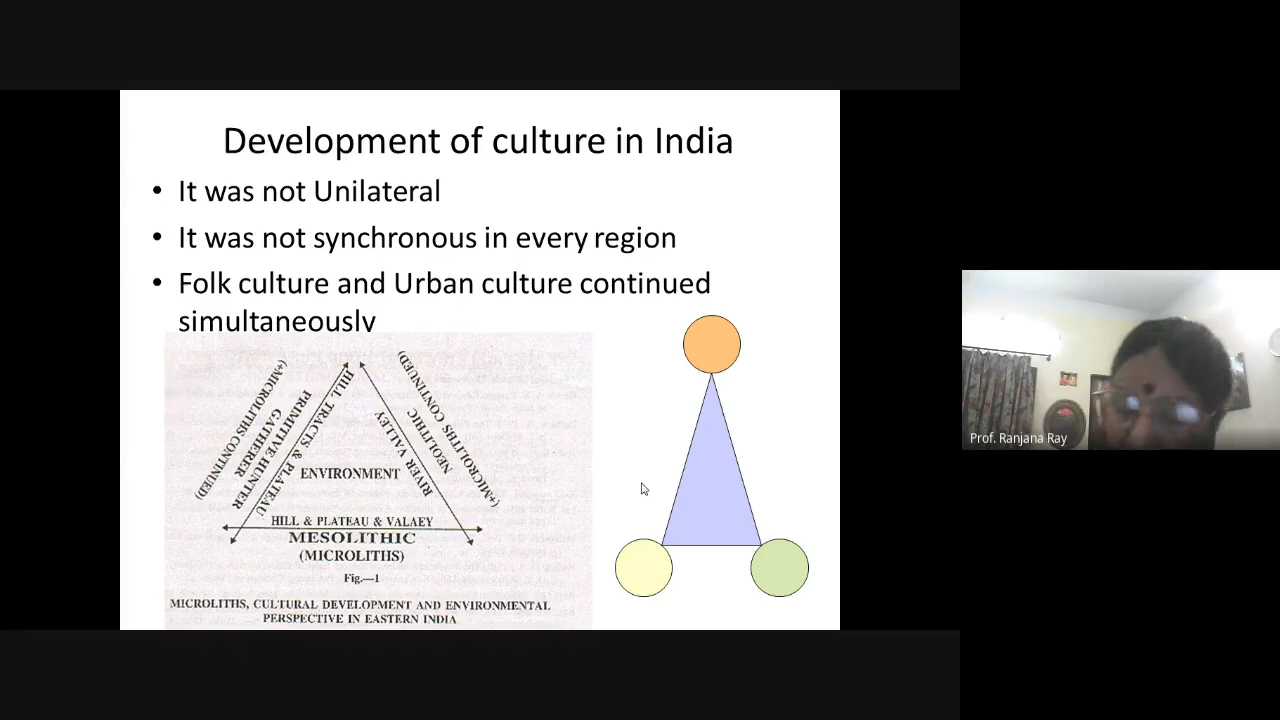 Development of culture in India
• It was not Unilateral
• It was not synchronous in every region
• Folk culture and Urban culture continued
simultaneously
(+MICROLITHS CONTINUED)
PRIMITIVE HUNTER
GATHERER
HILL TRACTS & PLATEAU
ENVIRONMENT
RIVER VALLEY
NEOLITHIC
(+MICROLITHS CONTINUED)
HILL & PLATEAU & VALAEY
MESOLITHIC
(MICROLITHS)
Fig.—1
MICROLITHS, CULTURAL DEVELOPMENT AND ENVIRONMENTAL
PERSPECTIVE IN EASTERN INDIA
Prof. Ranjana Ray